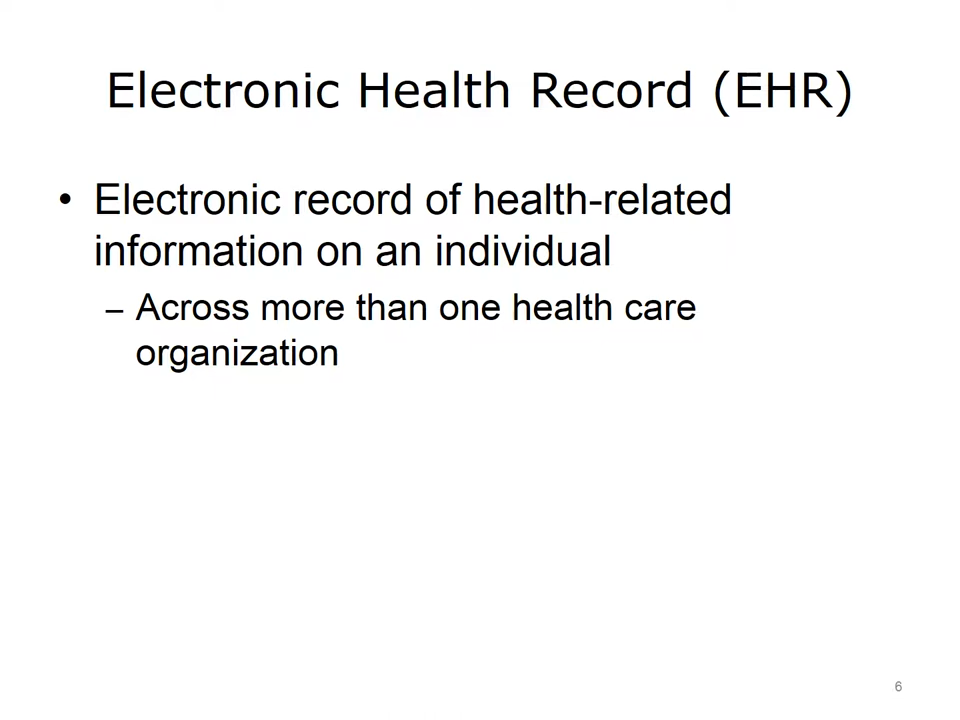 Electronic Health Record (EHR)
• Electronic record of health-related
information on an individual
– Across more than one health care
organization
6